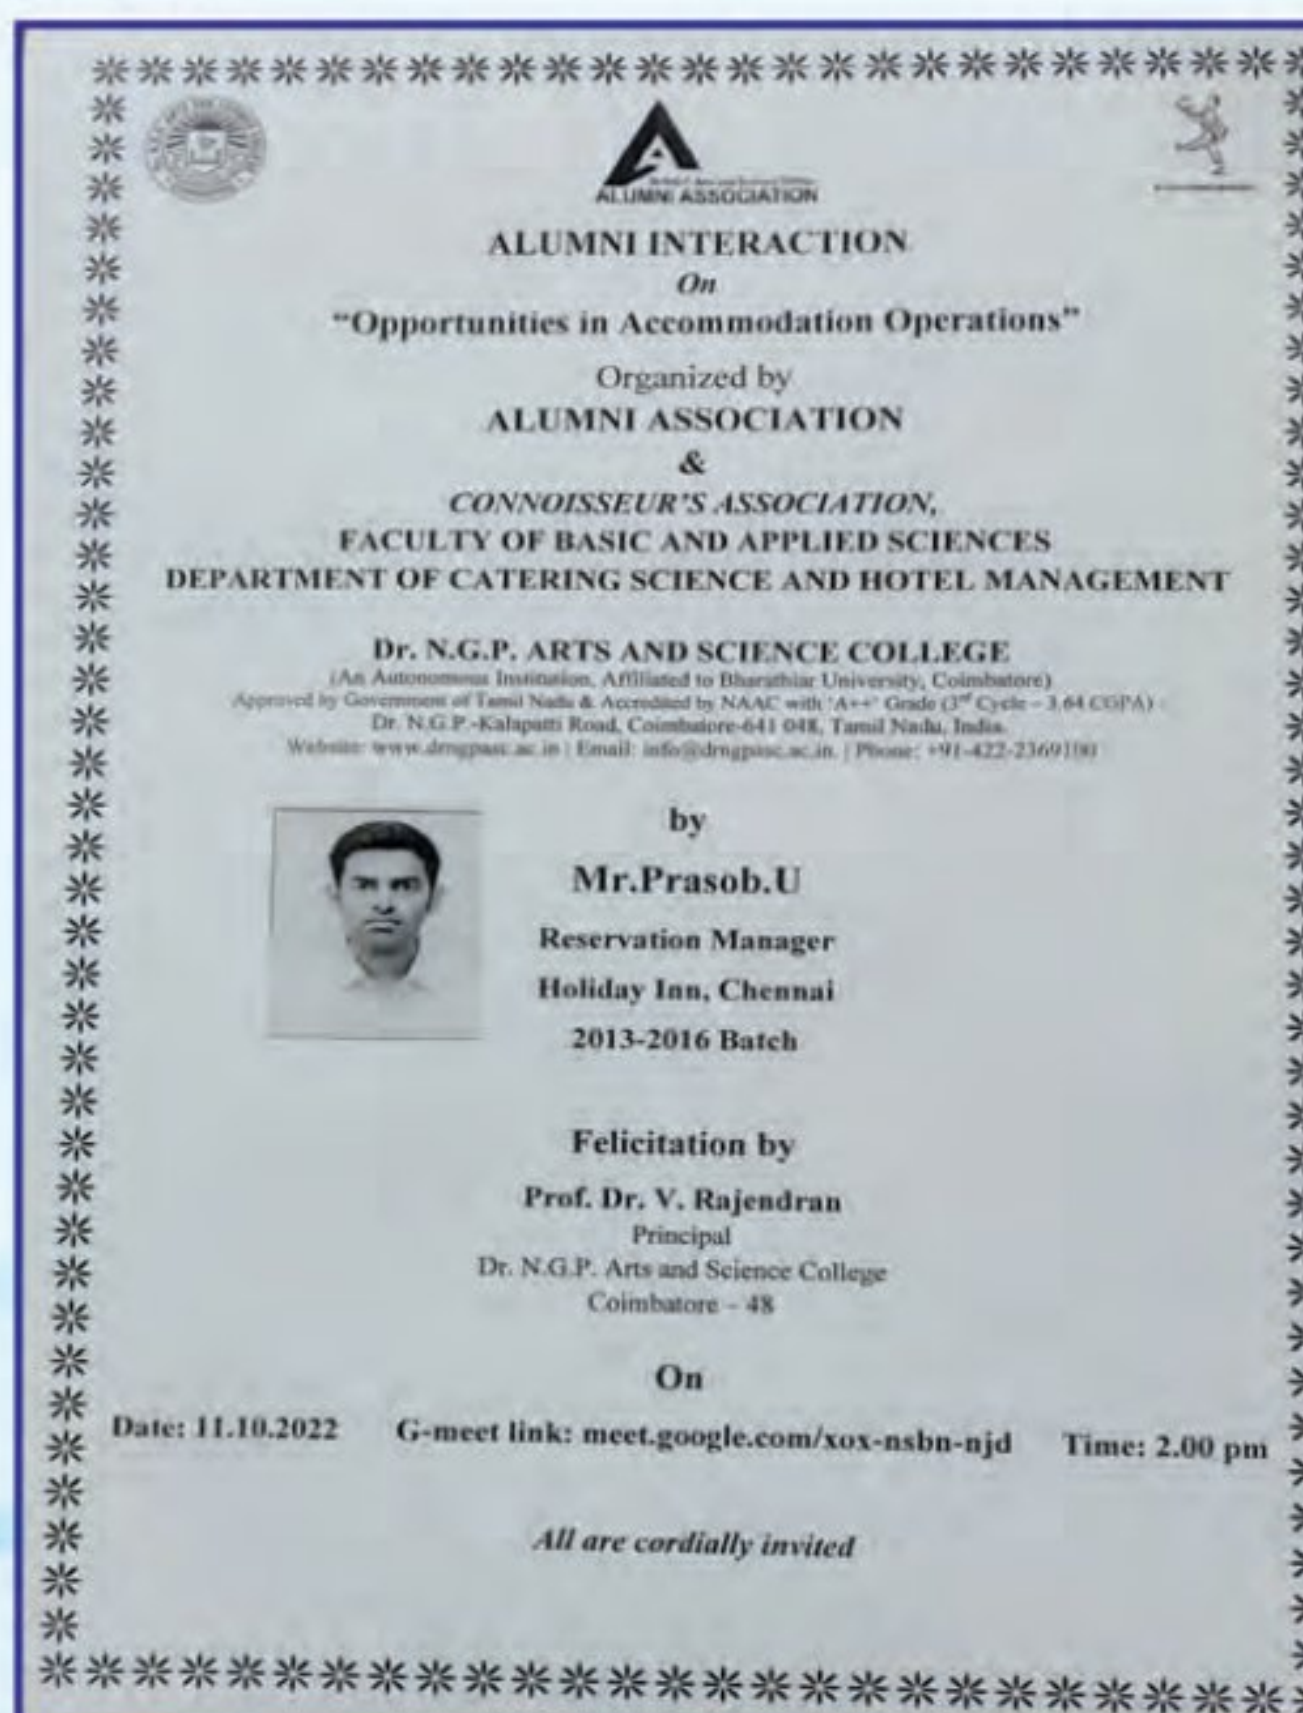 ALUMNI ASSOCIATION
ALUMNI INTERACTION
On
"Opportunities in Accommodation Operations"
Organized by
ALUMNI ASSOCIATION
&
CONNOISSEUR'S ASSOCIATION,
FACULTY OF BASIC AND APPLIED SCIENCES
DEPARTMENT OF CATERING SCIENCE AND HOTEL MANAGEMENT
Dr. N.G.P. ARTS AND SCIENCE COLLEGE
(An Autonomous Institution, Affiliated to Bharathiar University, Coimbatore)
Approved by Government of Tamil Nadu & Accredited by NAAC with 'A++' Grade (3rd Cycle – 3.64 CGPA)
Dr. N.G.P.-Kalapatti Road, Coimbatore-641 048, Tamil Nadu, India.
Website: www.drngpasc.ac.in | Email: info@drngpasc.ac.in. | Phone: +91-422-2369100
by
Mr.Prasob.U
Reservation Manager
Holiday Inn, Chennai
2013-2016 Batch
Felicitation by
Prof. Dr. V. Rajendran
Principal
Dr. N.G.P. Arts and Science College
Coimbatore – 48
On
Date: 11.10.2022 G-meet link: meet.google.com/xox-nsbn-njd Time: 2.00 pm
All are cordially invited